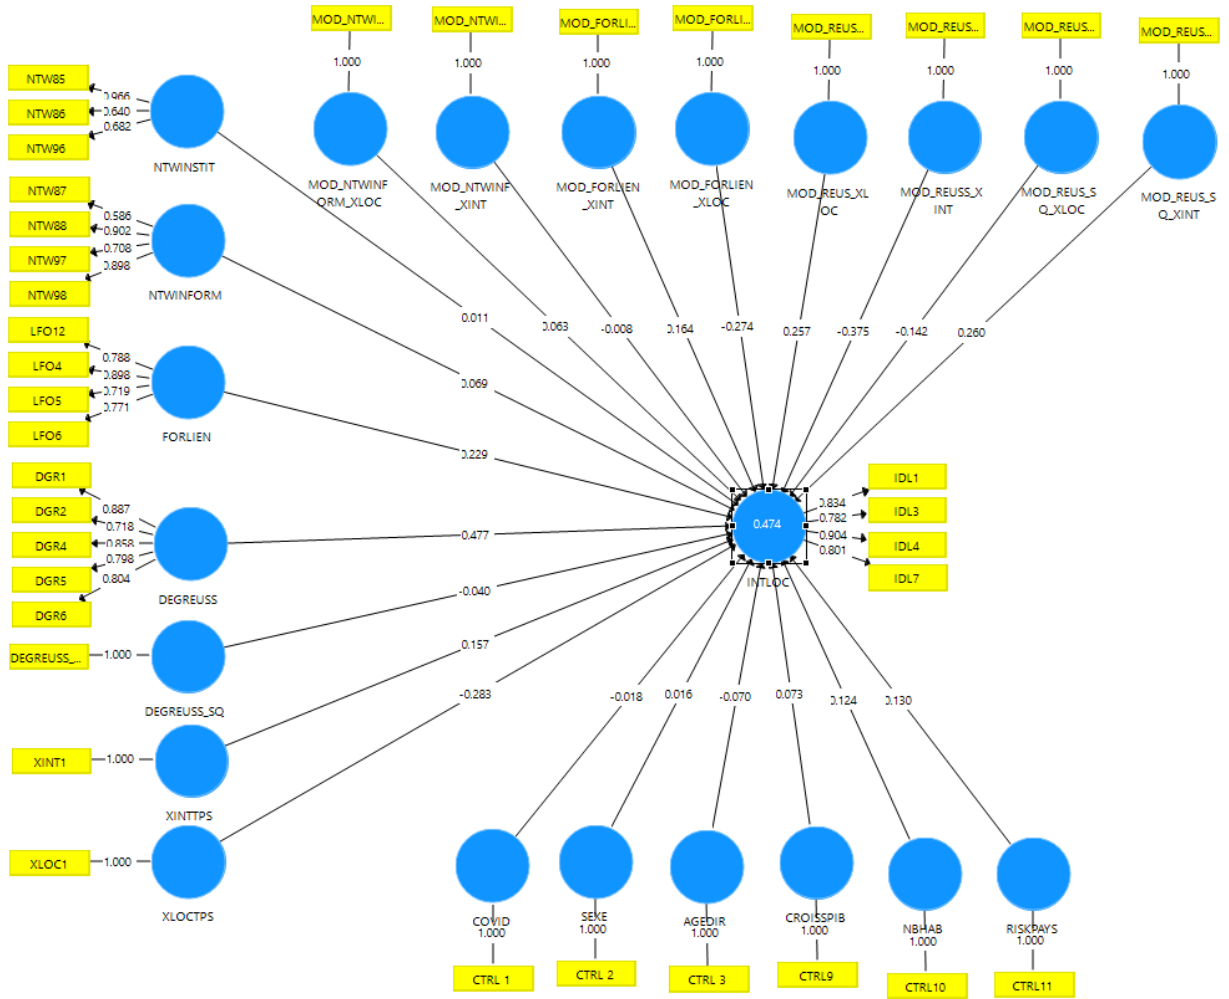 MOD_NTWI...
MOD_NTWI...
MOD_FORLI...
MOD_FORLI...
MOD_REUS...
MOD_REUS...
MOD_REUS...
MOD_REUS...
1.000
1.000
1.000
1.000
1.000
1.000
1.000
1.000
MOD_NTWINF
ORM_XLOC
MOD_NTWINF
_XINT
MOD_FORLIEN
_XINT
MOD_FORLIEN
_XLOC
MOD_REUS_XL
OC
MOD_REUSS_X
INT
MOD_REUS_S
Q_XLOC
MOD_REUS_S
Q_XINT
NTW85
NTW86
NTW96
0.966
0.640
0.682
NTWINSTIT
NTW87
NTW88
NTW97
NTW98
0.586
0.902
0.708
0.898
NTWINFORM
LFO12
LFO4
LFO5
LFO6
0.788
0.898
0.719
0.771
FORLIEN
DGR1
DGR2
DGR4
DGR5
DGR6
0.887
0.718
0.858
0.798
0.804
DEGREUSS
DEGREUSS_...
1.000
DEGREUSS_SQ
XINT1
1.000
XINTTPS
XLOC1
1.000
XLOCTPS
0.011
0.063
-0.008
0.164
-0.274
0.257
-0.375
-0.142
0.260
0.069
0.229
0.477
-0.040
0.157
-0.283
0.474
INTLOC
0.834
0.782
0.904
0.801
IDL1
IDL3
IDL4
IDL7
-0.018
0.016
-0.070
0.073
0.124
0.130
COVID
SEXE
AGEDIR
CROISSPIB
NBHAB
RISKPAYS
1.000
1.000
1.000
1.000
1.000
1.000
CTRL 1
CTRL 2
CTRL 3
CTRL9
CTRL10
CTRL11